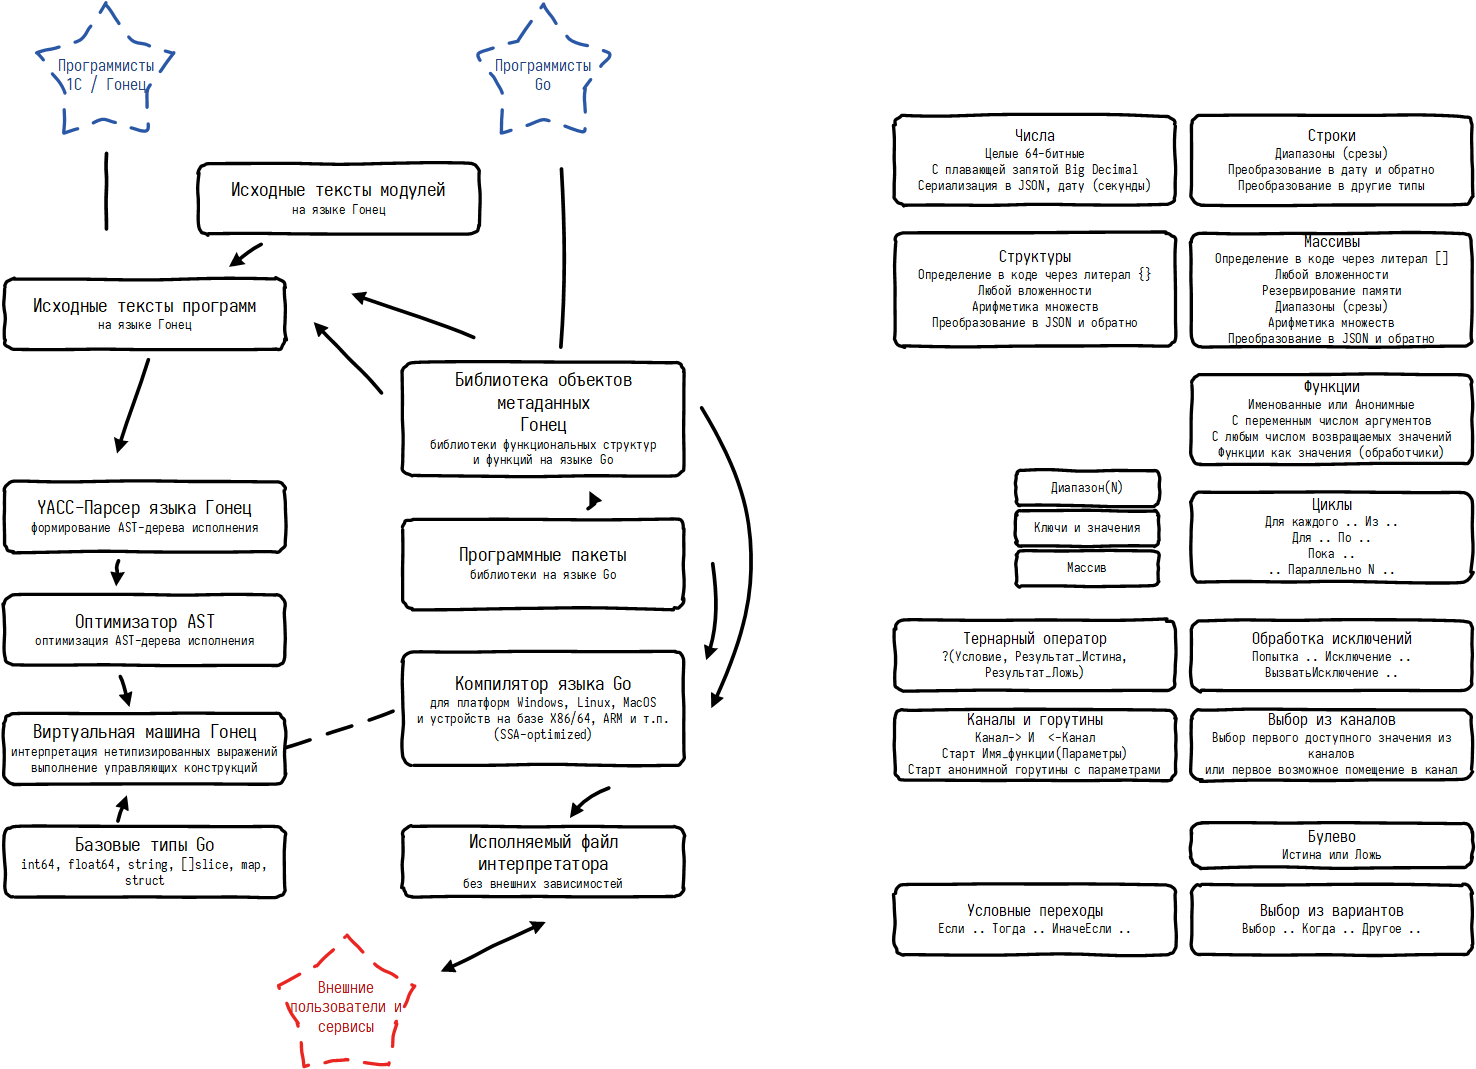 Программисты
1С / Гонец
Программисты
Go
Исходные тексты модулей
на языке Гонец
Исходные тексты программ
на языке Гонец
Библиотека объектов
метаданных
Гонец
библиотеки функциональных структур
и функций на языке Go
YACC-Парсер языка Гонец
формирование AST-дерева исполнения
Программные пакеты
библиотеки на языке Go
Оптимизатор AST
оптимизация AST-дерева исполнения
Компилятор языка Go
для платформ Windows, Linux, MacOS
и устройств на базе X86/64, ARM и т.п.
(SSA-optimized)
Виртуальная машина Гонец
интерпретация нетипизированных выражений
выполнение управляющих конструкций
Базовые типы Go
int64, float64, string, []slice, map,
struct
Исполняемый файл
интерпретатора
без внешних зависимостей
Внешние
пользователи и
сервисы
Числа
Целые 64-битные
С плавающей запятой Big Decimal
Сериализация в JSON, дату (секунды)
Строки
Диапазоны (срезы)
Преобразование в дату и обратно
Преобразование в другие типы
Структуры
Определение в коде через литерал {}
Любой вложенности
Арифметика множеств
Преобразование в JSON и обратно
Массивы
Определение в коде через литерал []
Любой вложенности
Резервирование памяти
Диапазоны (срезы)
Арифметика множеств
Преобразование в JSON и обратно
Функции
Именованные или Анонимные
С переменным числом аргументов
С любым числом возвращаемых значений
Функции как значения (обработчики)
Диапазон(N)
Ключи и значения
Массив
Циклы
Для каждого .. Из ..
Для .. По ..
Пока ..
.. Параллельно N ..
Тернарный оператор
?(Условие, Результат_Истина,
Результат_Ложь)
Обработка исключений
Попытка .. Исключение ..
ВызватьИсключение ..
Каналы и горутины
Канал-> И  <-Канал
Старт Имя_функции(Параметры)
Старт анонимной горутины с параметрами
Выбор из каналов
Выбор первого доступного значения из
каналов
или первое возможное помещение в канал
Булево
Истина или Ложь
Условные переходы
Если .. Тогда .. ИначеЕсли ..
Выбор из вариантов
Выбор .. Когда .. Другое ..